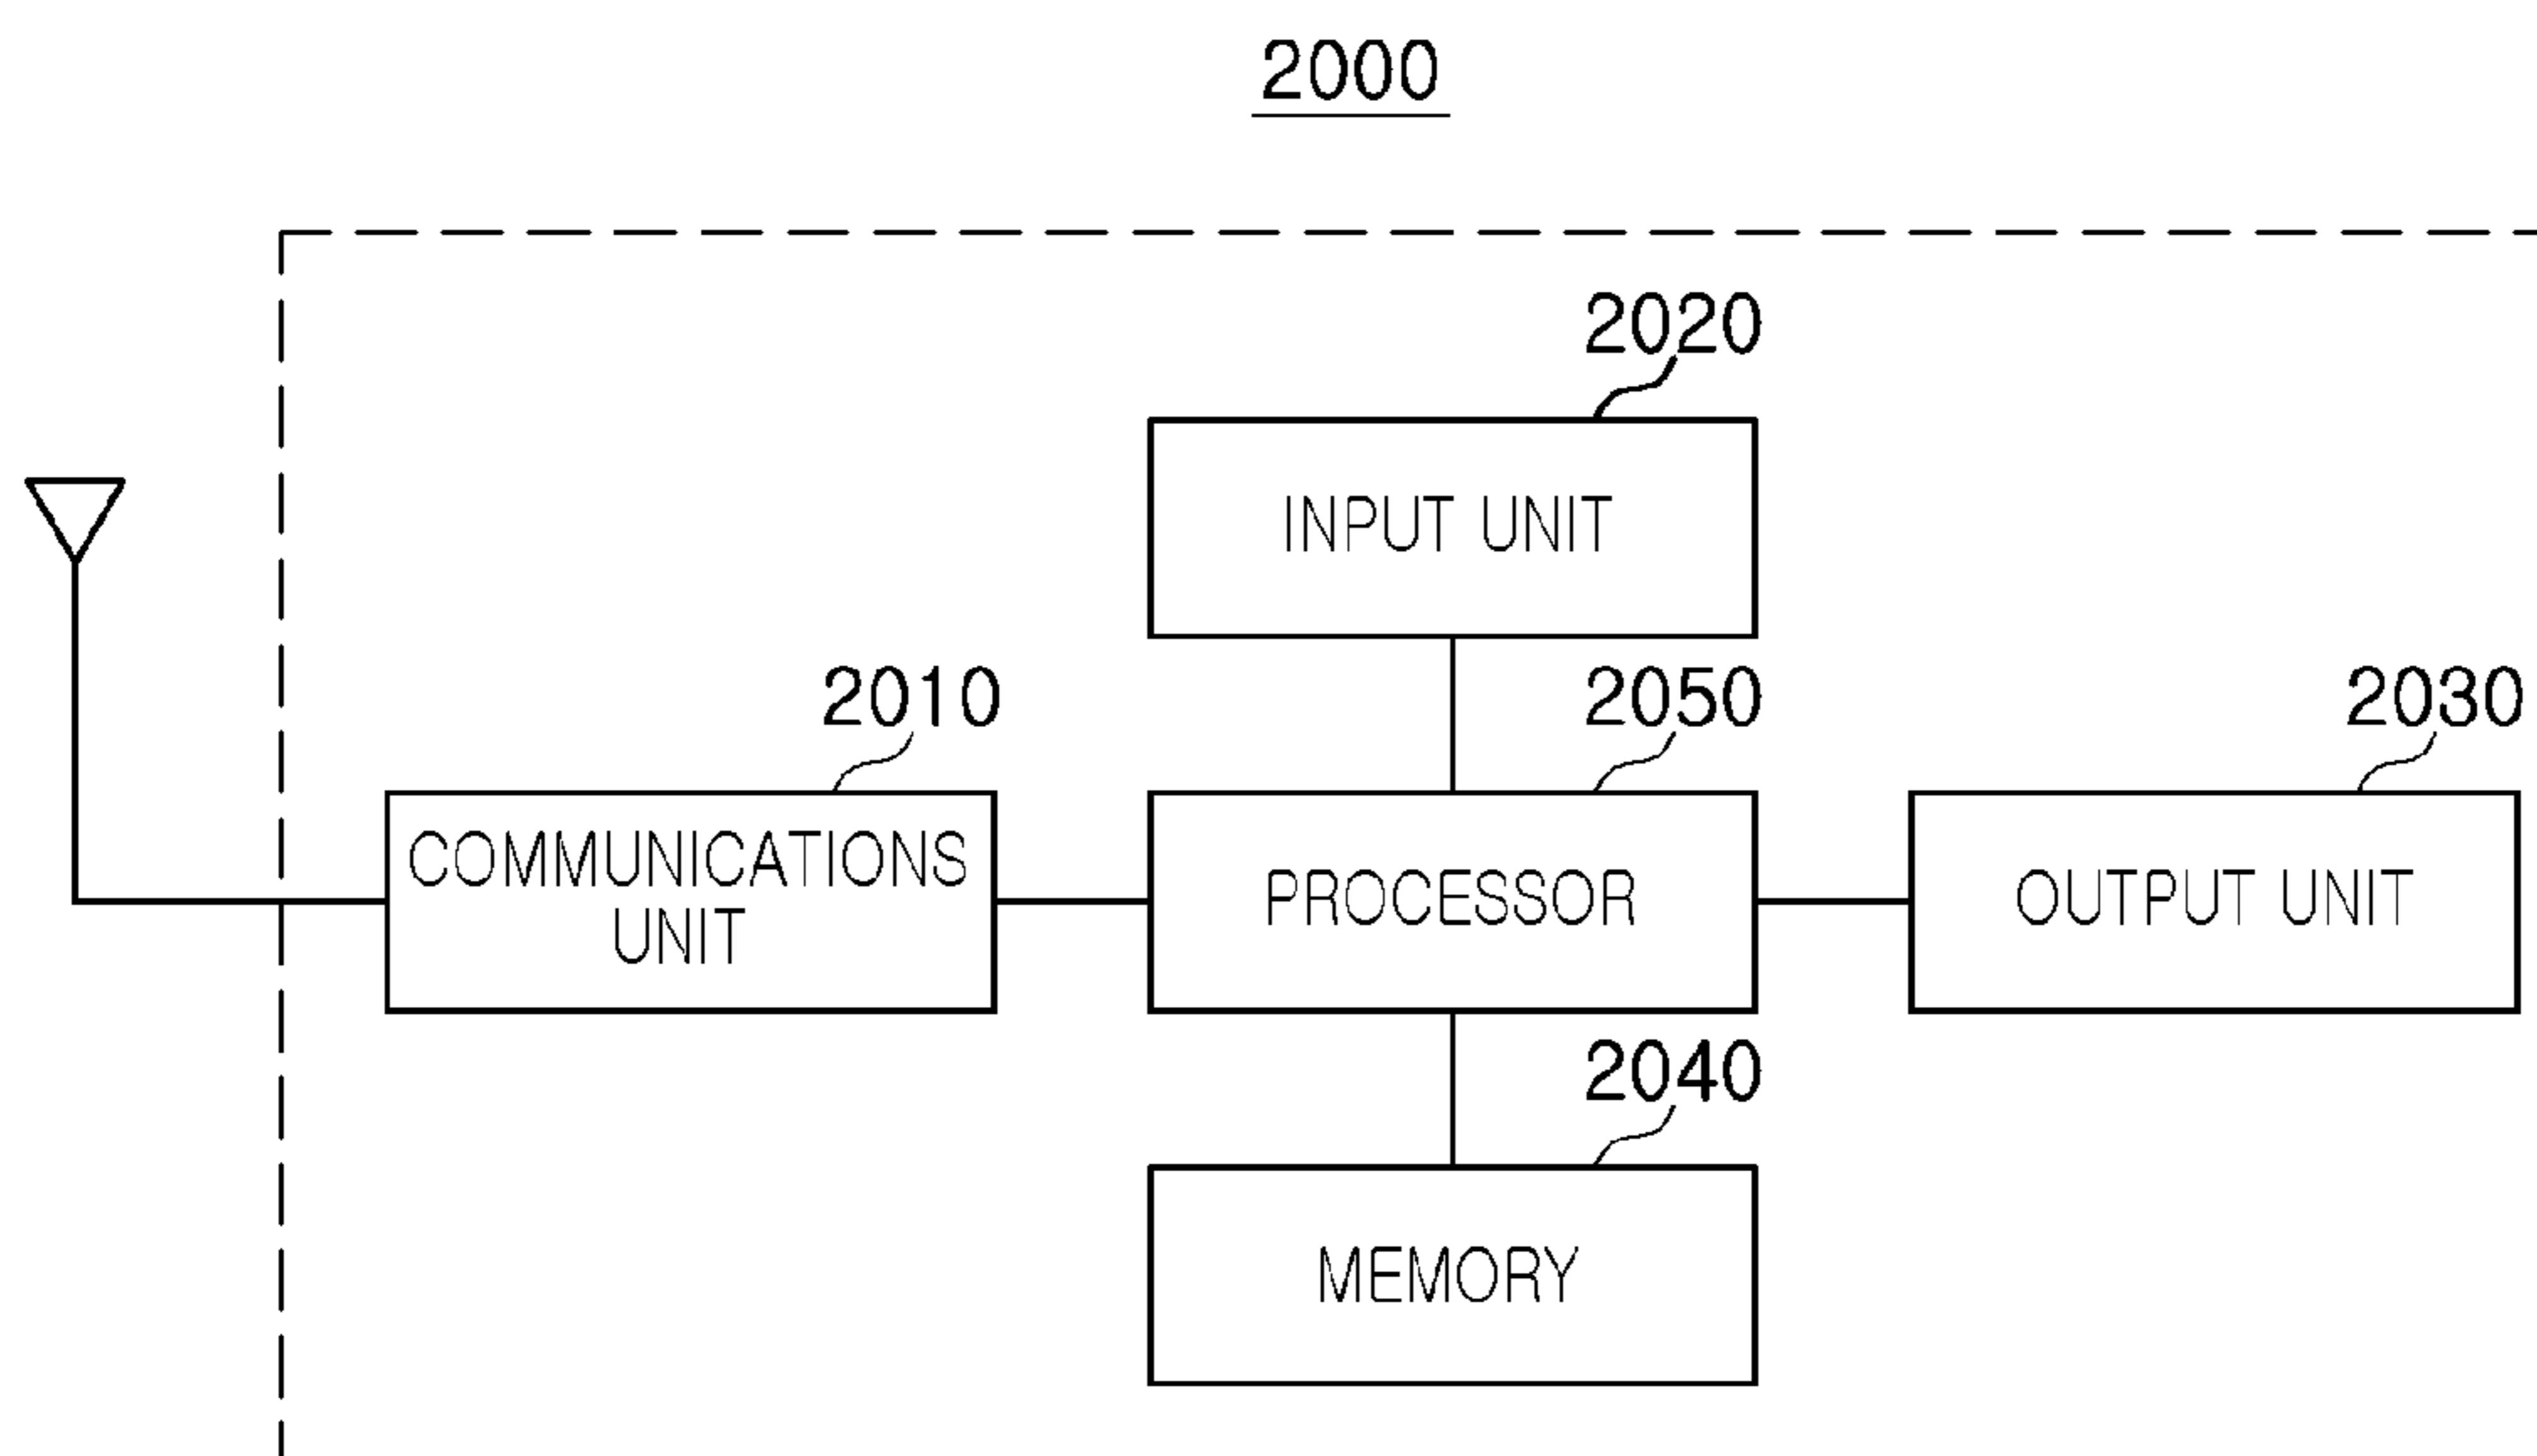 2000
2020
INPUT UNIT
2010
2050
2030
COMMUNICATIONS
UNIT
PROCESSOR
OUTPUT UNIT
2040
MEMORY